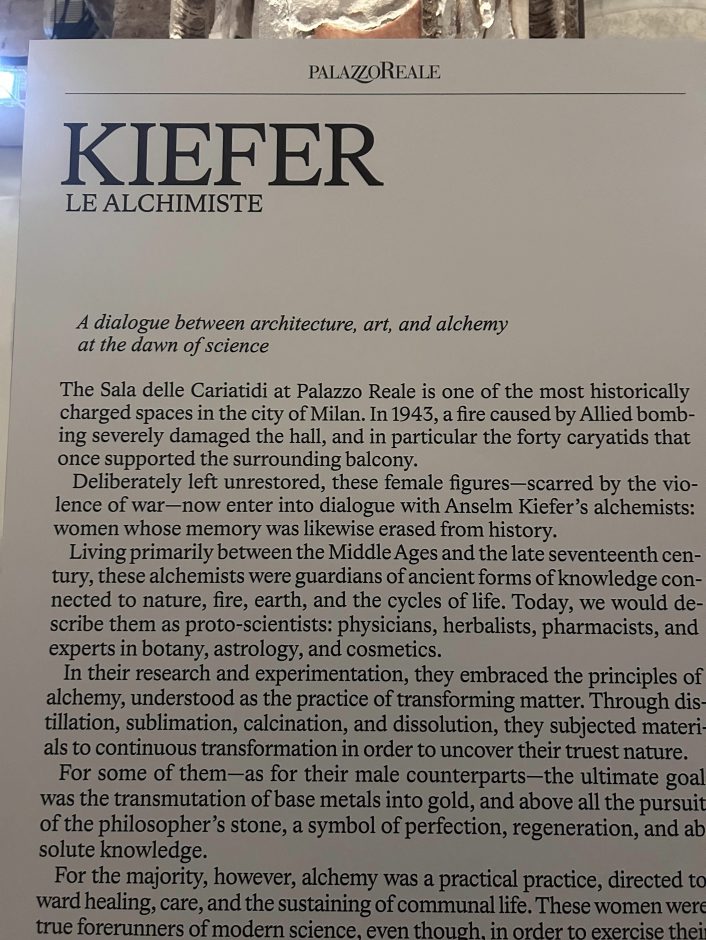 PALAZZOREALE
KIEFER
LE ALCHIMISTE
A dialogue between architecture, art, and alchemy
at the dawn of science
The Sala delle Cariatidi at Palazzo Reale is one of the most historically
charged spaces in the city of Milan. In 1943, a fire caused by Allied bomb-
ing severely damaged the hall, and in particular the forty caryatids that
once supported the surrounding balcony.
Deliberately left unrestored, these female figures—scarred by the vio-
lence of war—now enter into dialogue with Anselm Kiefer's alchemists:
women whose memory was likewise erased from history.
Living primarily between the Middle Ages and the late seventeenth cen-
tury, these alchemists were guardians of ancient forms of knowledge con-
nected to nature, fire, earth, and the cycles of life. Today, we would de-
scribe them as proto-scientists: physicians, herbalists, pharmacists, and
experts in botany, astrology, and cosmetics.
In their research and experimentation, they embraced the principles of
alchemy, understood as the practice of transforming matter. Through dis-
tillation, sublimation, calcination, and dissolution, they subjected materi-
als to continuous transformation in order to uncover their truest nature.
For some of them—as for their male counterparts—the ultimate goal
was the transmutation of base metals into gold, and above all the pursuit
of the philosopher's stone, a symbol of perfection, regeneration, and ab
solute knowledge.
For the majority, however, alchemy was a practical practice, directed to
ward healing, care, and the sustaining of communal life. These women were
true forerunners of modern science, even though, in order to exercise their